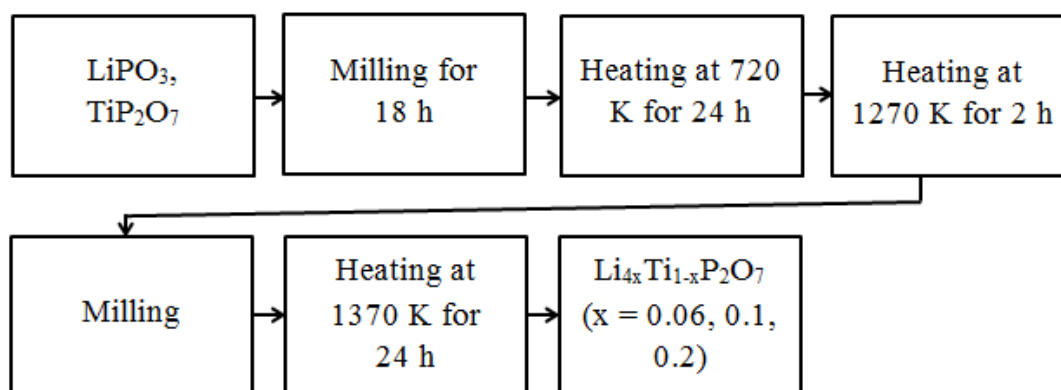 LiPO₃,
TiP₂O₇
Milling for
18 h
Heating at 720
K for 24 h
Heating at
1270 K for 2 h
Milling
Heating at
1370 K for
24 h
Li₄ₓTi₁₋ₓP₂O₇
(x = 0.06, 0.1,
0.2)